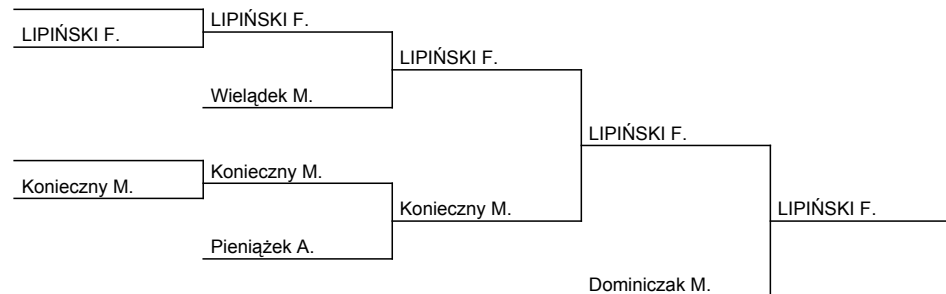 LIPIŃSKI F.
LIPIŃSKI F.
LIPIŃSKI F.
Wielądek M.
LIPIŃSKI F.
Konieczny M.
Konieczny M.
Konieczny M.
LIPIŃSKI F.
Pieniążek A.
Dominiczak M.